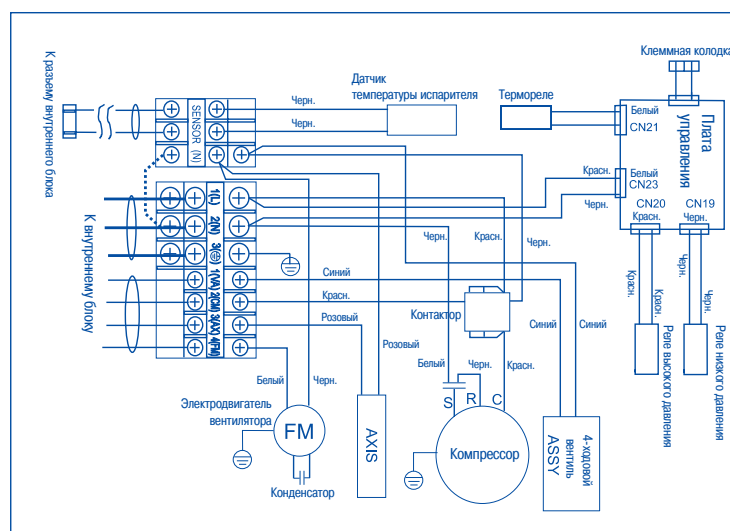 К разъему внутреннего блока
SENSOR (N)
Черн.
Черн.
Датчик
температуры испарителя
Термореле
Клеммная колодка
Белый
CN21
Плата
управления
Белый
CN23
CN20
CN19
Красн.
Черн.
Красн.
Черн.
Красн.
Красн.
Черн.
Черн.
Реле высокого давления
Реле низкого давления
К внутреннему блоку
1(L)
2(N)
3(⏚)
1'(VA)
2'(CM)
3'(AX)
4'(FM)
Синий
Красн.
Розовый
Розовый
Черн.
Красн.
Черн.
Контактор
Синий
Синий
Белый
Черн.
Красн.
S
R
C
Компрессор
Белый
Черн.
Электродвигатель
вентилятора
FM
Конденсатор
AXIS
4-ходовой
вентиль
ASSY